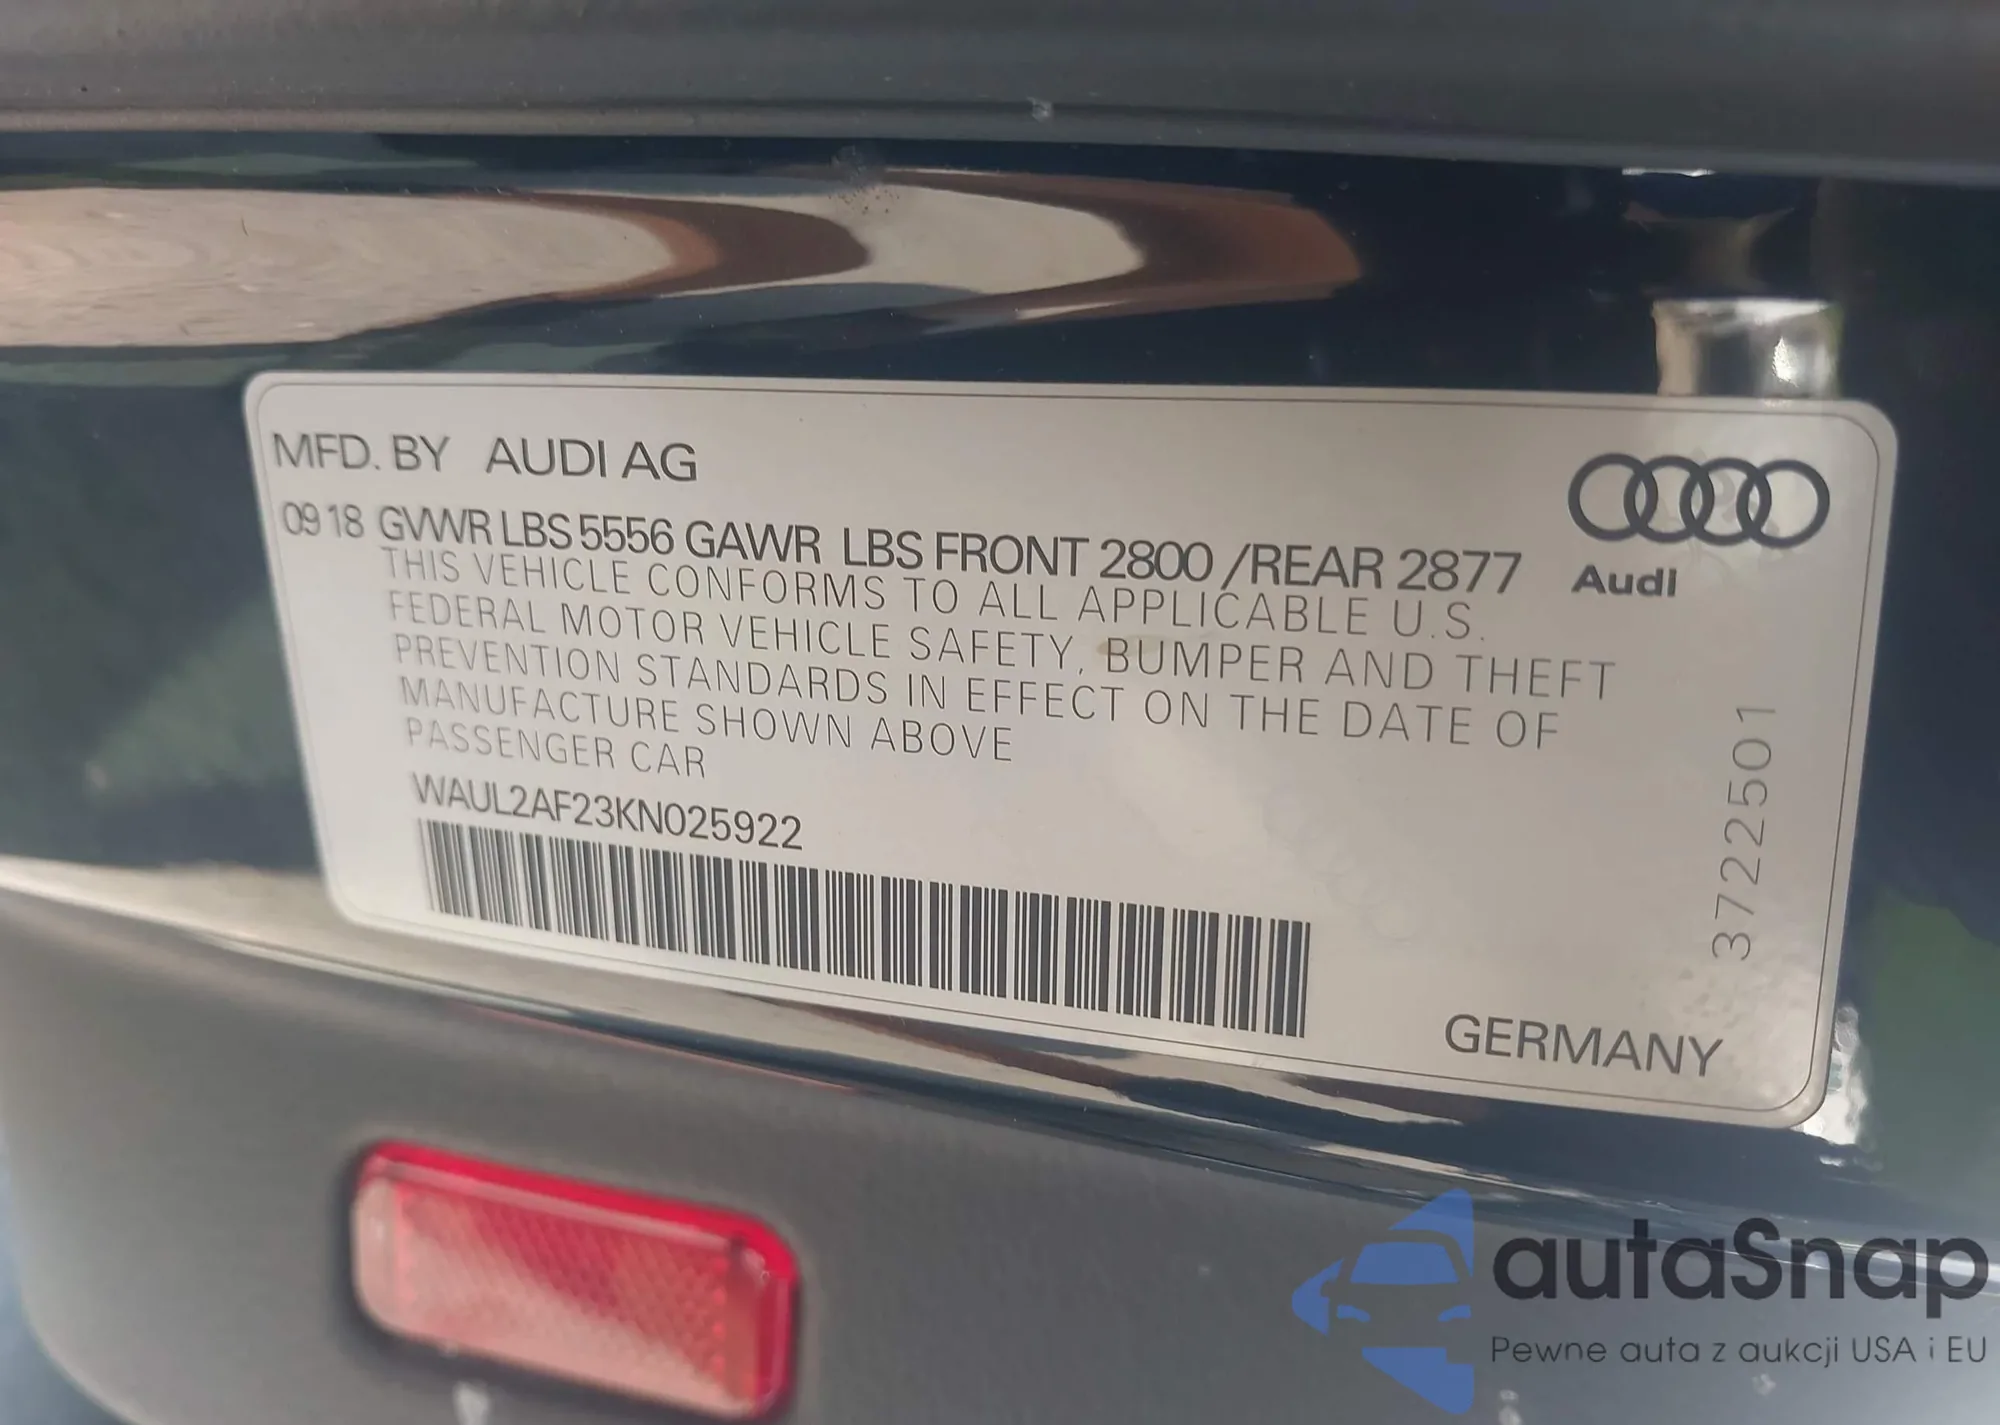 MFD. BY AUDI AG
09 18 GVWR LBS 5556 GAWR LBS FRONT 2800 /REAR 2877
Audi
THIS VEHICLE CONFORMS TO ALL APPLICABLE U.S.
FEDERAL MOTOR VEHICLE SAFETY, BUMPER AND THEFT
PREVENTION STANDARDS IN EFFECT ON THE DATE OF
MANUFACTURE SHOWN ABOVE
PASSENGER CAR
WAUL2AF23KN025922
3722501
GERMANY
autaSnap
Pewne auta z aukcji USA i EU